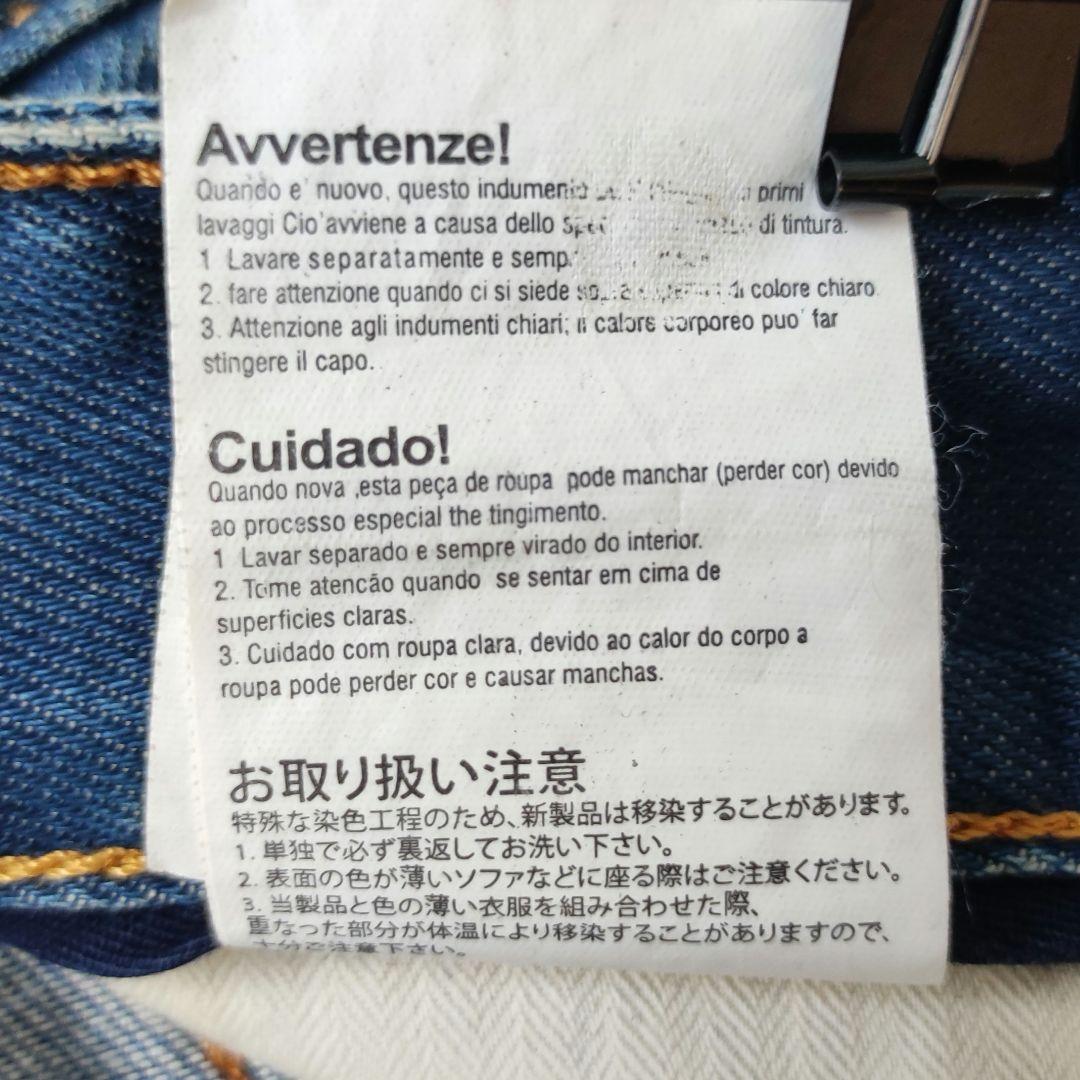 Avvertenze!
Quando e' nuovo, questo indumento primi
lavaggi Cio'avviene a causa dello di tintura.
1 Lavare separatamente e
2. fare attenzione quando ci si siede di colore chiaro.
3. Attenzione agli indumenti chiari; il calore corporeo puo' far
stingere il capo.
Cuidado!
Quando nova ,esta peça de roupa pode manchar (perder cor) devido
ao processo especial the tingimento.
1 Lavar separado e sempre virado do interior.
2. Tome atencão quando se sentar em cima de
superficies claras.
3. Cuidado com roupa clara, devido ao calor do corpo a
roupa pode perder cor e causar manchas.
お取り扱い注意
特殊な染色工程のため、新製品は移染することがあります。
1. 単独で必ず裏返してお洗い下さい。
2. 表面の色が薄いソファなどに座る際はご注意ください。
3. 当製品と色の薄い衣服を組み合わせた際、
重なった部分が体温により移染することがありますので、
十分ご注意下さい。